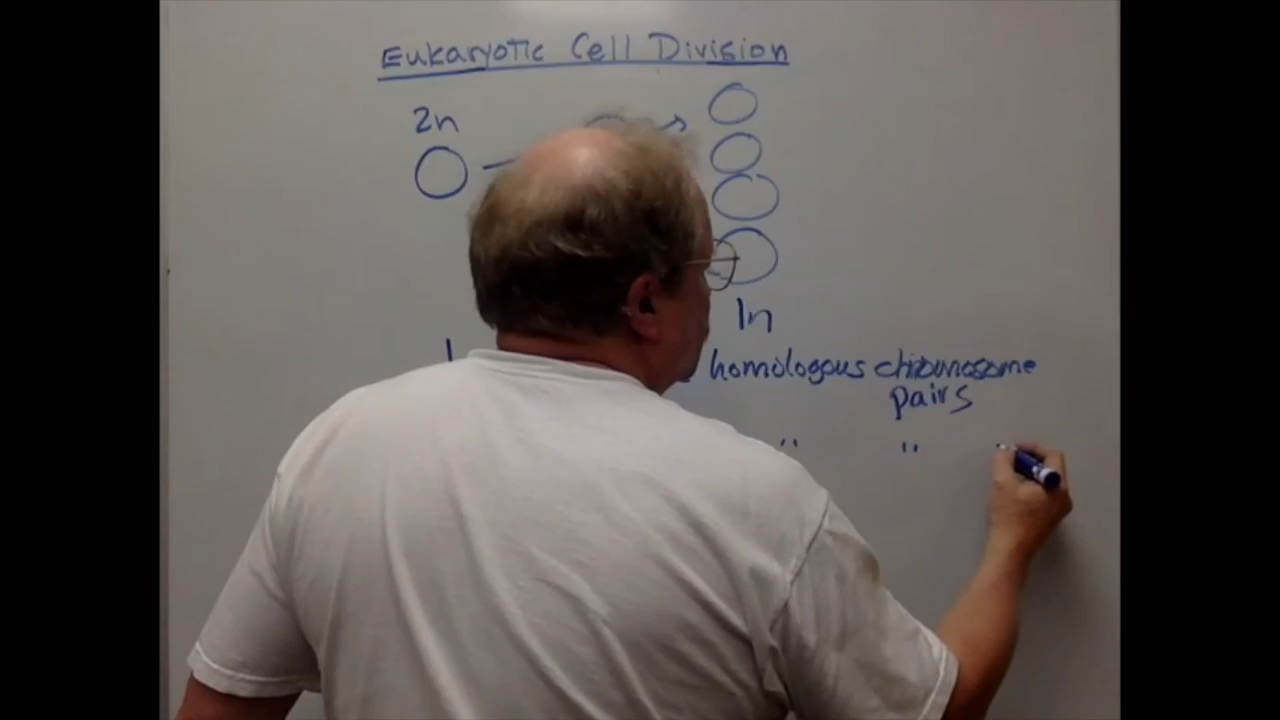 Eukaryotic Cell Division
2n
1n
homologous chromosome
pairs
" " "